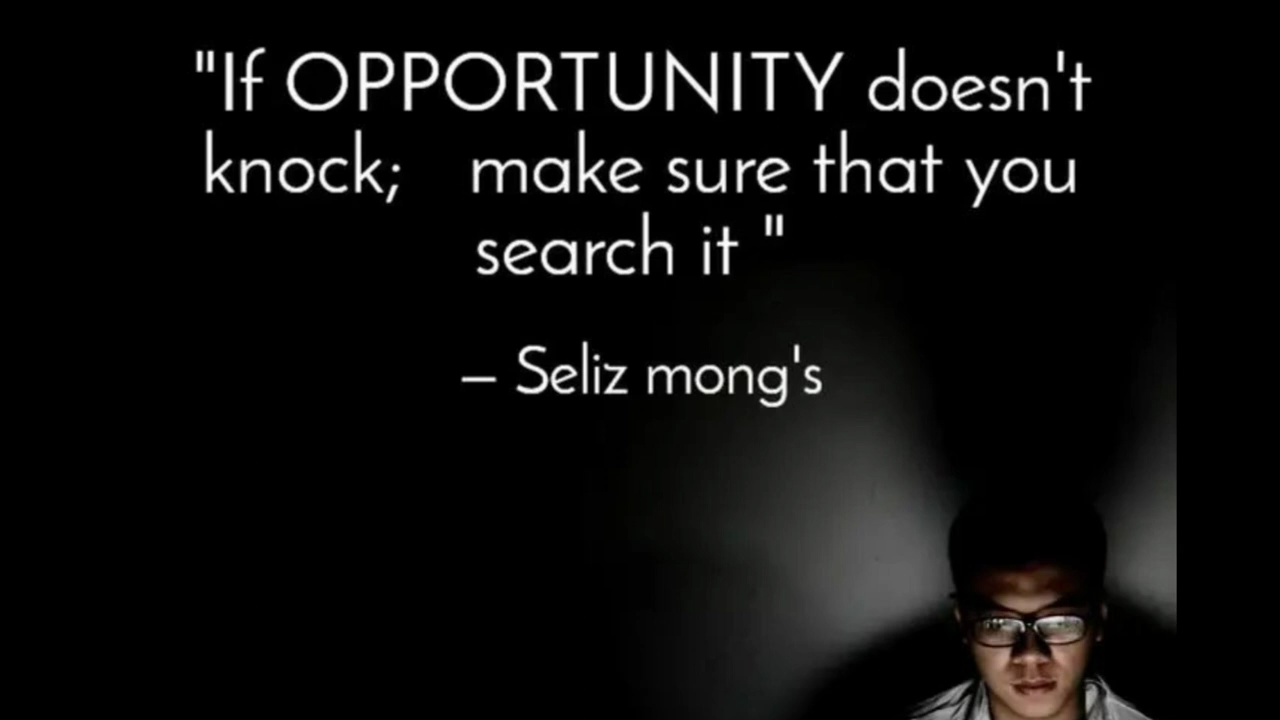 "If OPPORTUNITY doesn't
knock; make sure that you
search it "
– Seliz mong's